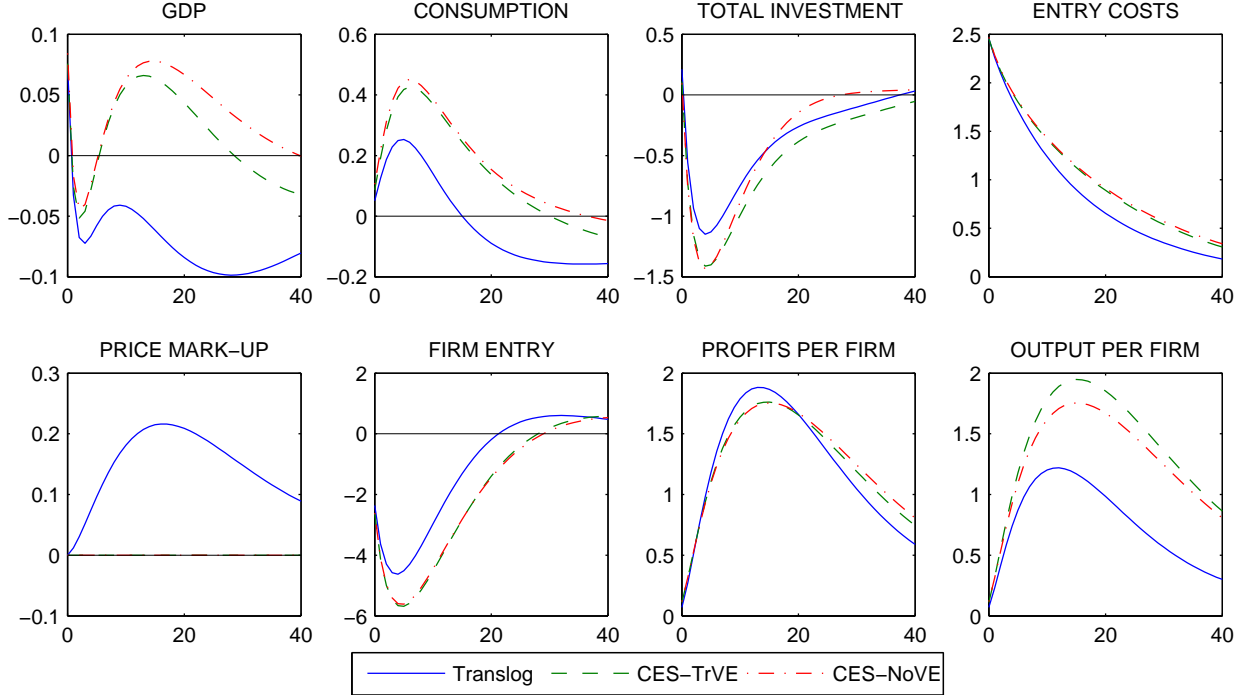 GDP
CONSUMPTION
TOTAL INVESTMENT
ENTRY COSTS
0.1
0.05
0
−0.05
−0.1
0 20 40
0.6
0.4
0.2
0
−0.2
0 20 40
0.5
0
−0.5
−1
−1.5
0 20 40
2.5
2
1.5
1
0.5
0
0 20 40
PRICE MARK−UP
FIRM ENTRY
PROFITS PER FIRM
OUTPUT PER FIRM
0.3
0.2
0.1
0
−0.1
0 20 40
2
0
−2
−4
−6
0 20 40
2
1.5
1
0.5
0
0 20 40
2
1.5
1
0.5
0
0 20 40
Translog
CES−TrVE
CES−NoVE